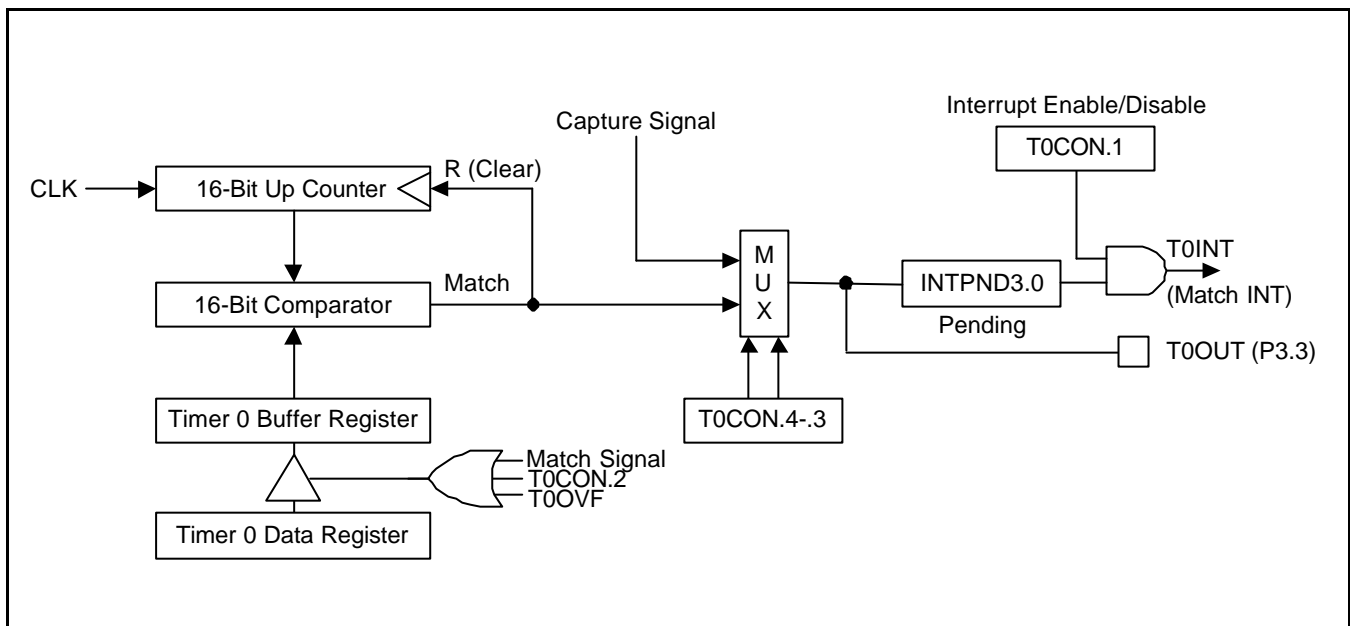 Interrupt Enable/Disable
Capture Signal
T0CON.1
R (Clear)
CLK
16-Bit Up Counter
M
U
X
T0INT
(Match INT)
Match
16-Bit Comparator
INTPND3.0
Pending
T0OUT (P3.3)
Timer 0 Buffer Register
T0CON.4-.3
Match Signal
T0CON.2
T0OVF
Timer 0 Data Register